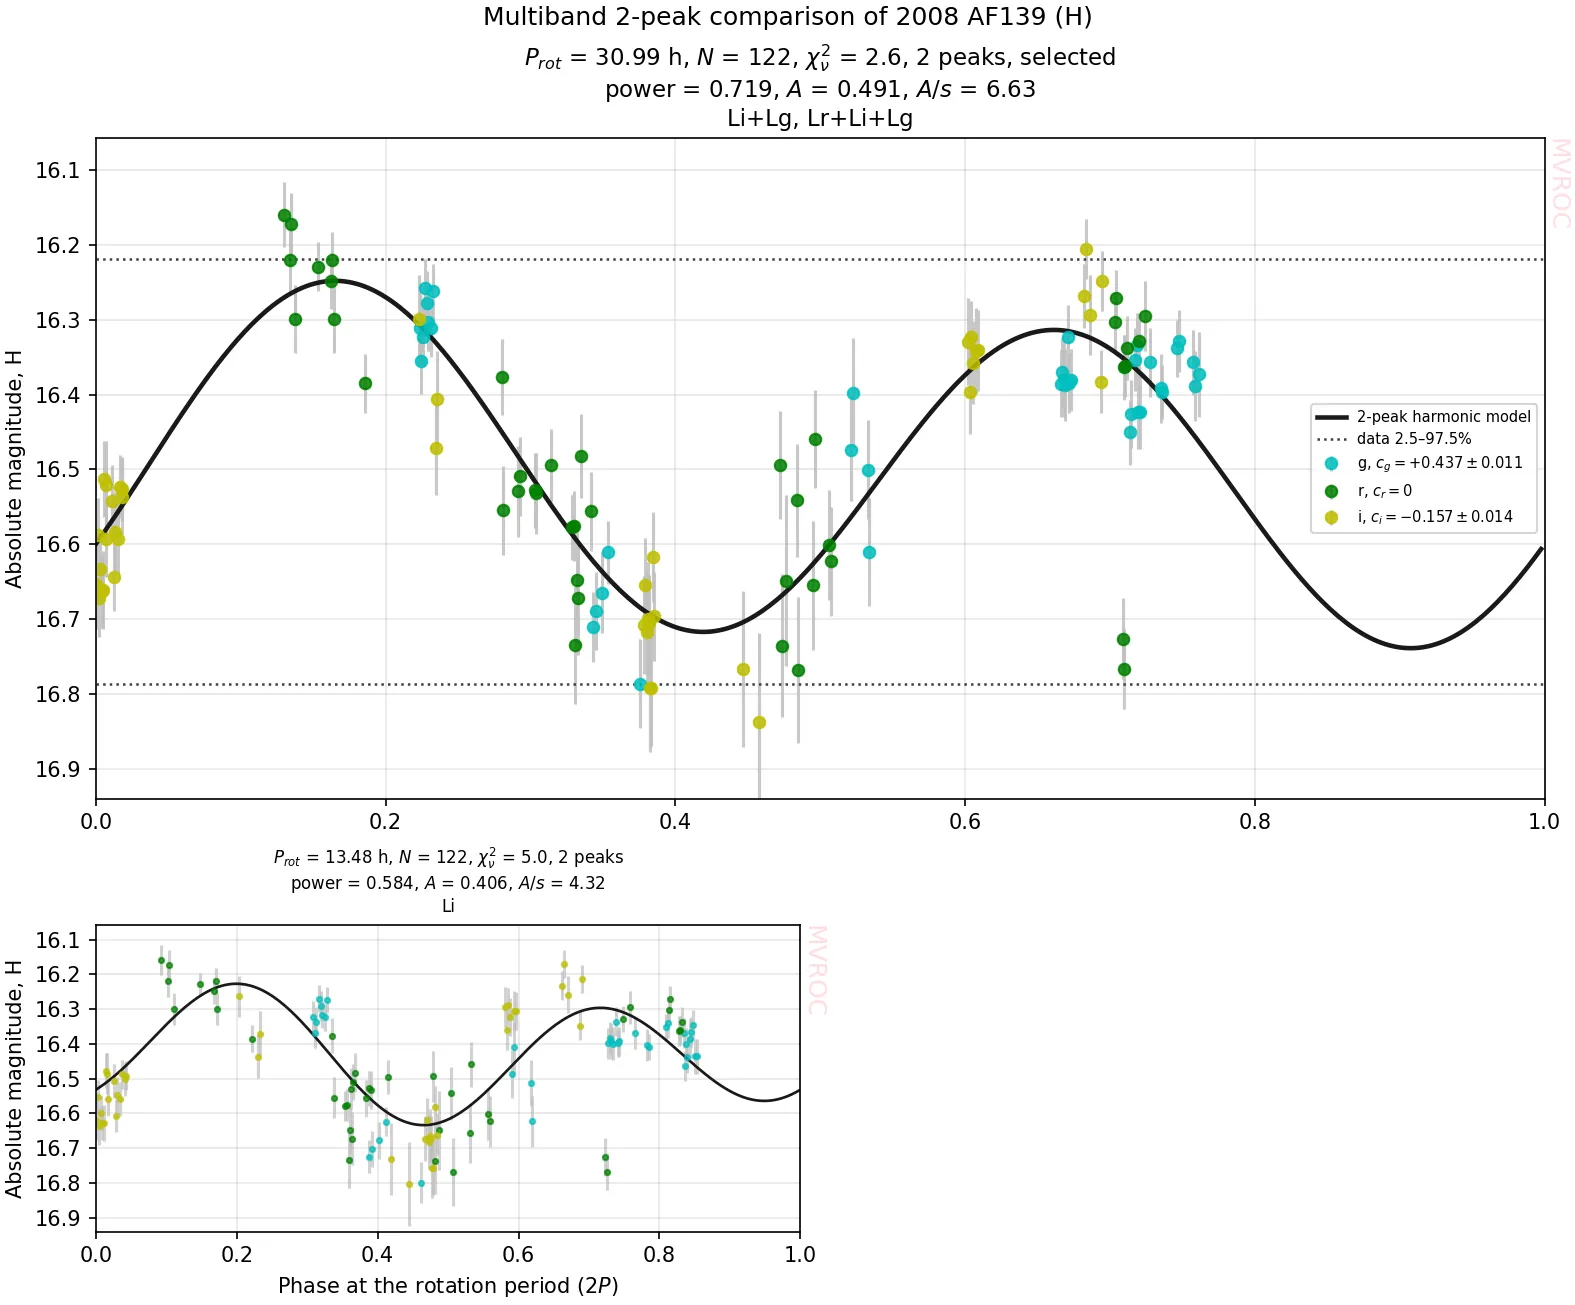 Multiband 2-peak comparison of 2008 AF139 (H)
P_rot = 30.99 h, N = 122, χ²_ν = 2.6, 2 peaks, selected
power = 0.719, A = 0.491, A/s = 6.63
Li+Lg, Lr+Li+Lg
MVROC
Absolute magnitude, H
16.1
16.2
16.3
16.4
16.5
16.6
16.7
16.8
16.9
2-peak harmonic model
data 2.5–97.5%
g, c_g = +0.437 ± 0.011
r, c_r = 0
i, c_i = −0.157 ± 0.014
0.0 0.2 0.4 0.6 0.8 1.0
P_rot = 13.48 h, N = 122, χ²_ν = 5.0, 2 peaks
power = 0.584, A = 0.406, A/s = 4.32
Li
MVROC
Absolute magnitude, H
16.1
16.2
16.3
16.4
16.5
16.6
16.7
16.8
16.9
0.0 0.2 0.4 0.6 0.8 1.0
Phase at the rotation period (2P)